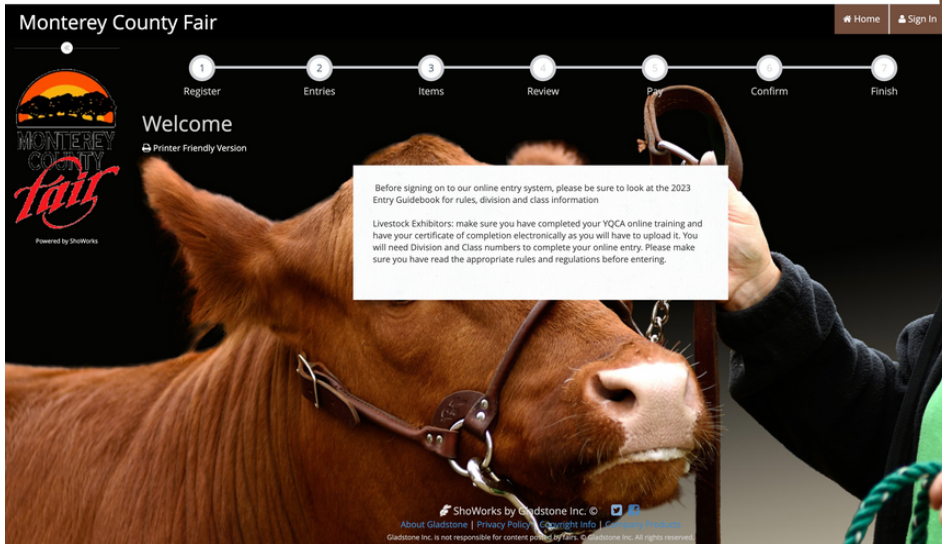 Monterey County Fair
Home
Sign In
1
2
3
4
5
6
7
Register
Entries
Items
Review
Pay
Confirm
Finish
MONTEREY
COUNTY
fair
Powered by ShoWorks
Welcome
Printer Friendly Version
Before signing on to our online entry system, please be sure to look at the 2023
Entry Guidebook for rules, division and class information
Livestock Exhibitors: make sure you have completed your YQCA online training and
have your certificate of completion electronically as you will have to upload it. You
will need Division and Class numbers to complete your online entry. Please make
sure you have read the appropriate rules and regulations before entering.
ShoWorks by Gladstone Inc. ©
About Gladstone | Privacy Policy | Copyright Info | Company Products
Gladstone Inc. is not responsible for content posted by fairs. © Gladstone Inc. All rights reserved.